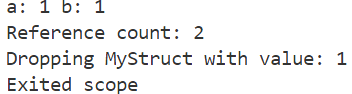 a: 1 b: 1
Reference count: 2
Dropping MyStruct with value: 1
Exited scope